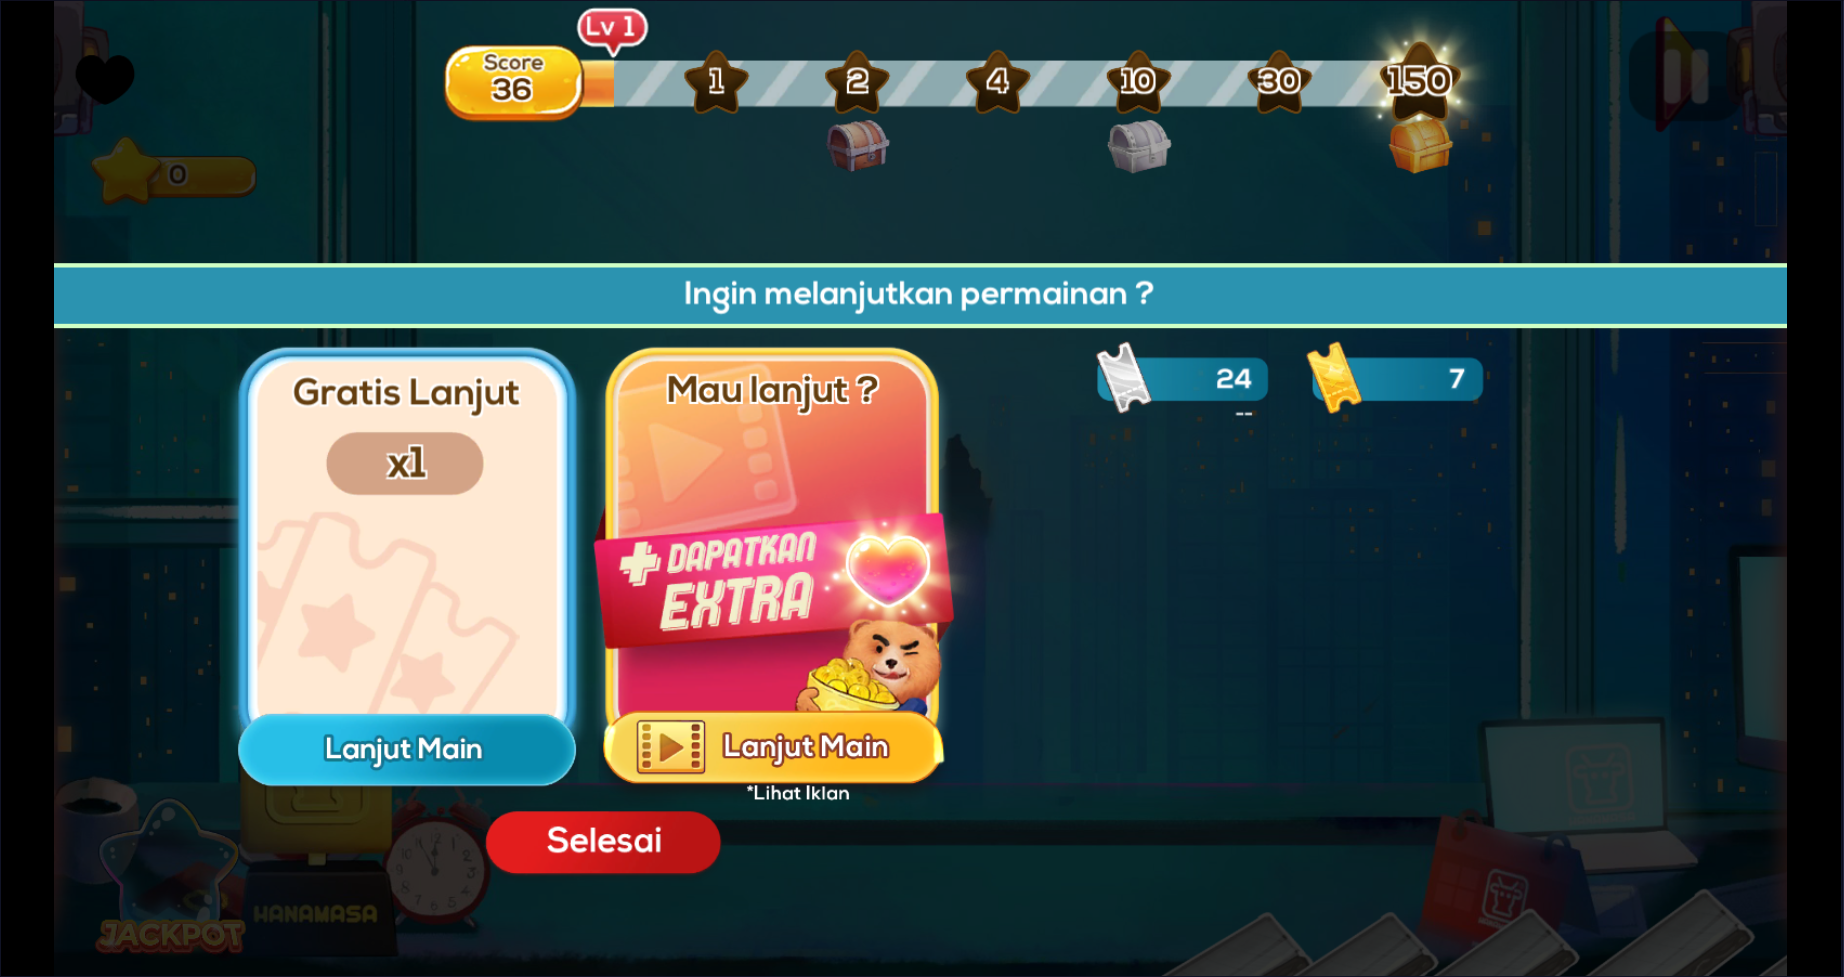 Lv 1
Score
36
1
2
4
10
30
150
0
Ingin melanjutkan permainan ?
Gratis Lanjut
x1
Lanjut Main
Mau lanjut ?
+ DAPATKAN
EXTRA
Lanjut Main
*Lihat Iklan
24
--
7
Selesai
JACKPOT
HANAMASA